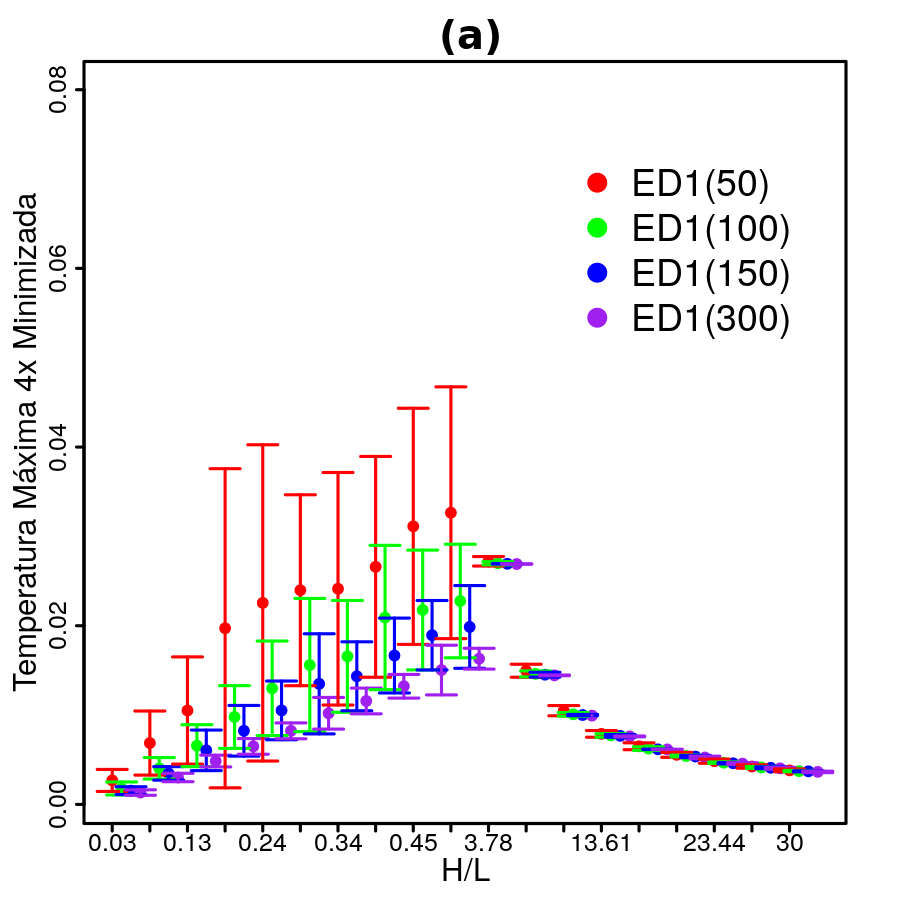 (a)
Temperatura Máxima 4x Minimizada
0.08
0.06
0.04
0.02
0.00
ED1(50)
ED1(100)
ED1(150)
ED1(300)
0.03 0.13 0.24 0.34 0.45 3.78 13.61 23.44 30
H/L